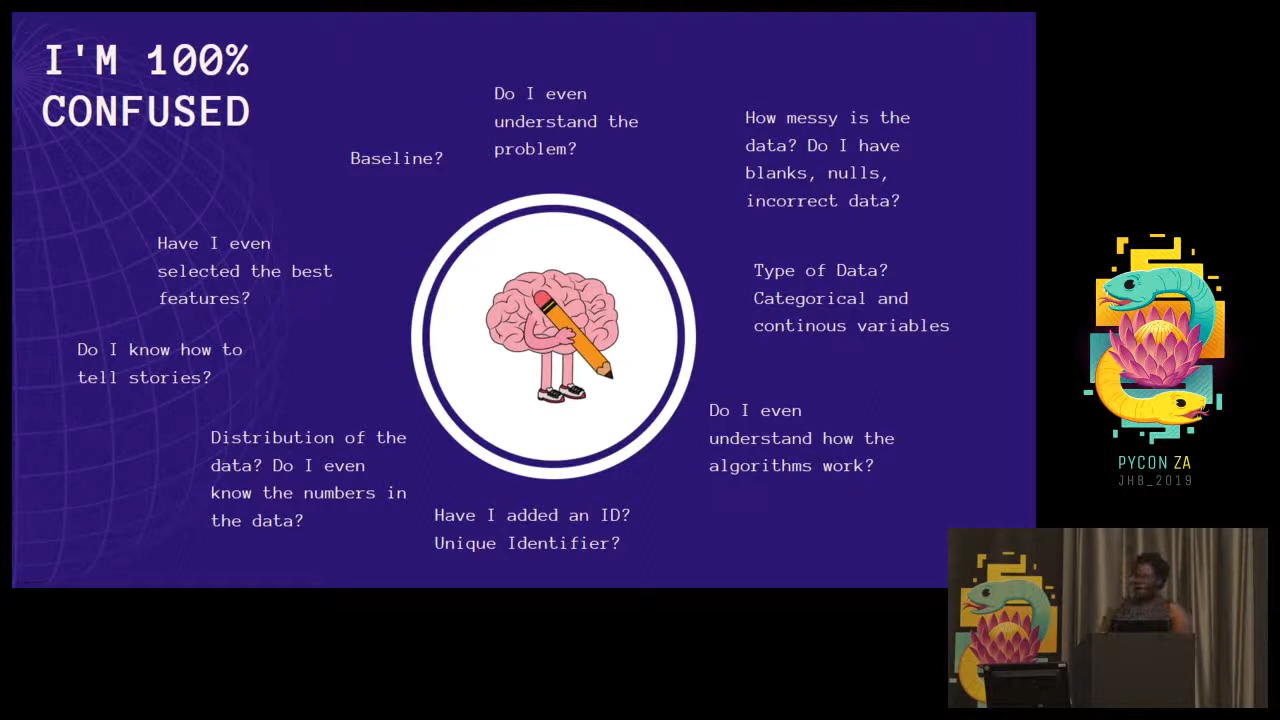 I'M 100%
CONFUSED
Do I even
understand the
problem?
Baseline?
How messy is the
data? Do I have
blanks, nulls,
incorrect data?
Have I even
selected the best
features?
Type of Data?
Categorical and
continous variables
Do I know how to
tell stories?
Do I even
understand how the
algorithms work?
Distribution of the
data? Do I even
know the numbers in
the data?
Have I added an ID?
Unique Identifier?
PYCON ZA
JHB_2019